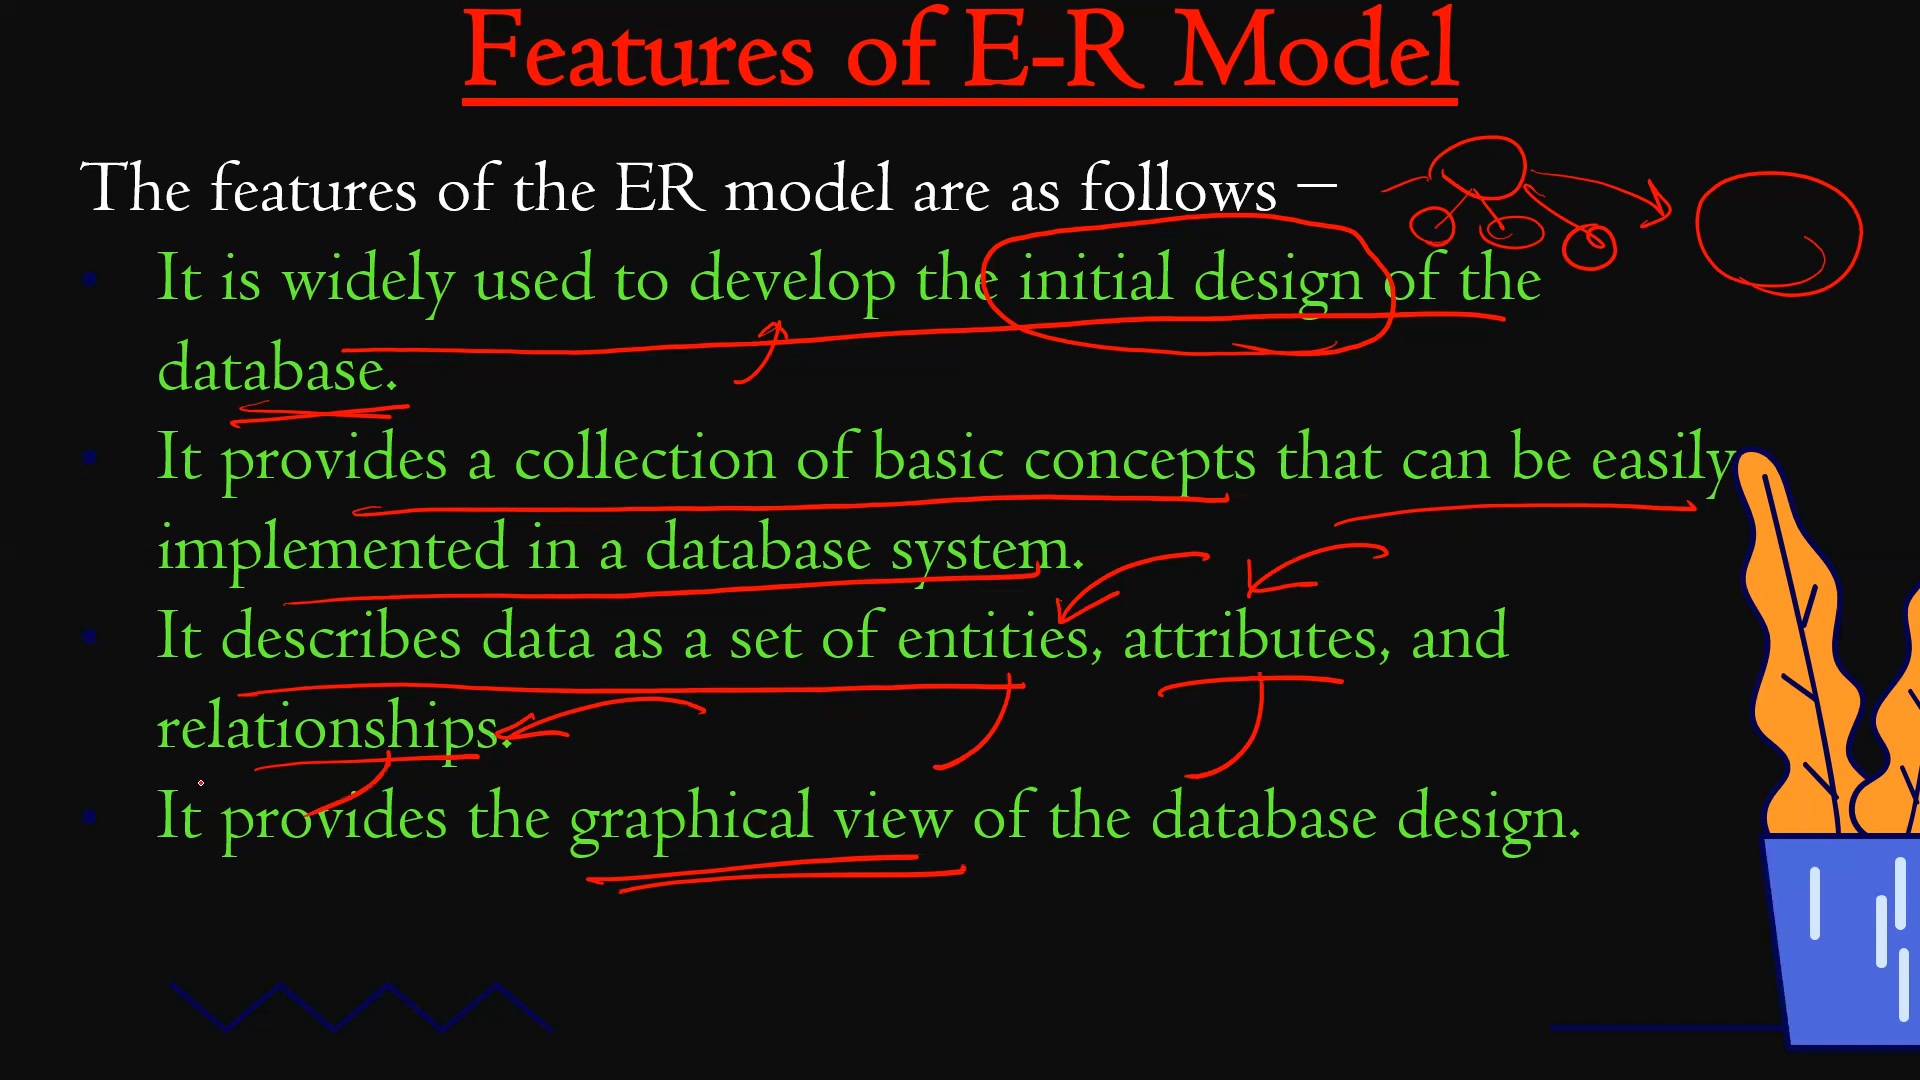 Features of E-R Model
The features of the ER model are as follows –
• It is widely used to develop the initial design of the
database.
• It provides a collection of basic concepts that can be easily
implemented in a database system.
• It describes data as a set of entities, attributes, and
relationships.
• It provides the graphical view of the database design.